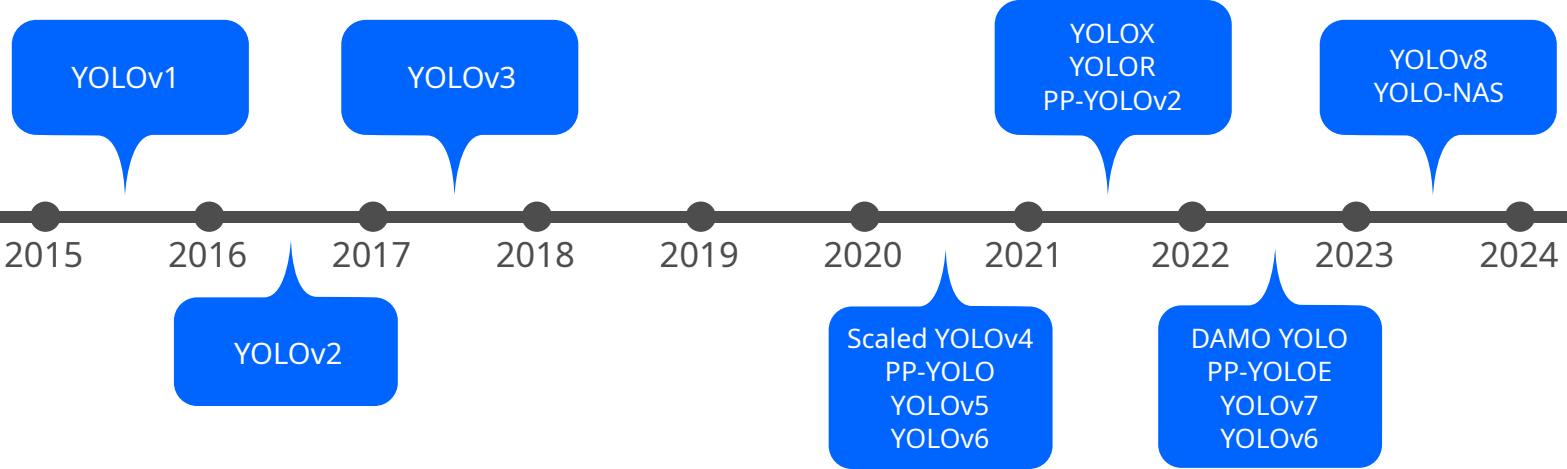 YOLOv1
YOLOv3
YOLOX
YOLOR
PP-YOLOv2
YOLOv8
YOLO-NAS
2015
2016
2017
2018
2019
2020
2021
2022
2023
2024
YOLOv2
Scaled YOLOv4
PP-YOLO
YOLOv5
YOLOv6
DAMO YOLO
PP-YOLOE
YOLOv7
YOLOv6